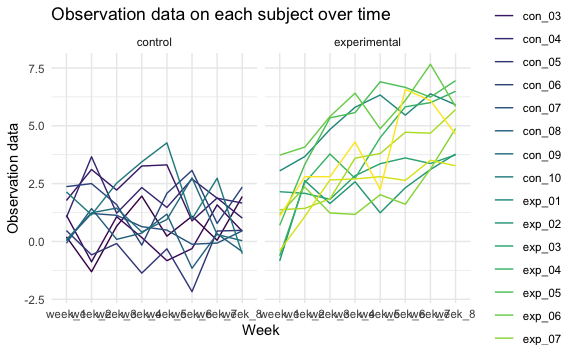 Observation data on each subject over time
control
experimental
7.5
5.0
2.5
0.0
-2.5
Observation data
Week
con_03
con_04
con_05
con_06
con_07
con_08
con_09
con_10
exp_01
exp_02
exp_03
exp_04
exp_05
exp_06
exp_07